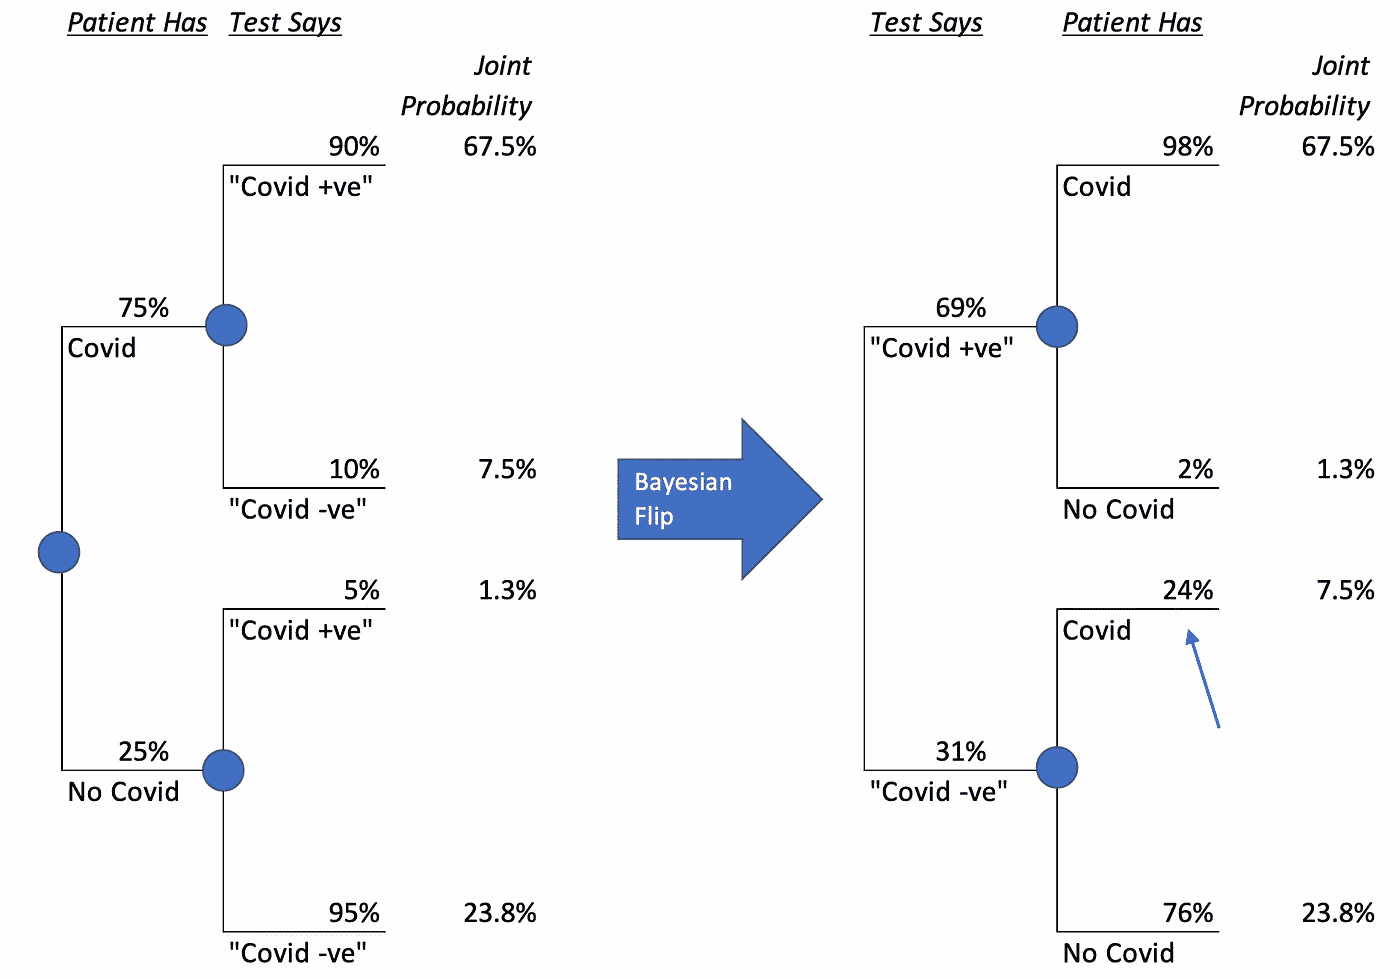 Patient Has Test Says
Joint
Probability
90% 67.5%
"Covid +ve"
75%
Covid
10% 7.5%
"Covid -ve"
5% 1.3%
"Covid +ve"
25%
No Covid
95% 23.8%
"Covid -ve"
Bayesian
Flip
Test Says Patient Has
Joint
Probability
98% 67.5%
Covid
69%
"Covid +ve"
2% 1.3%
No Covid
24% 7.5%
Covid
31%
"Covid -ve"
76% 23.8%
No Covid